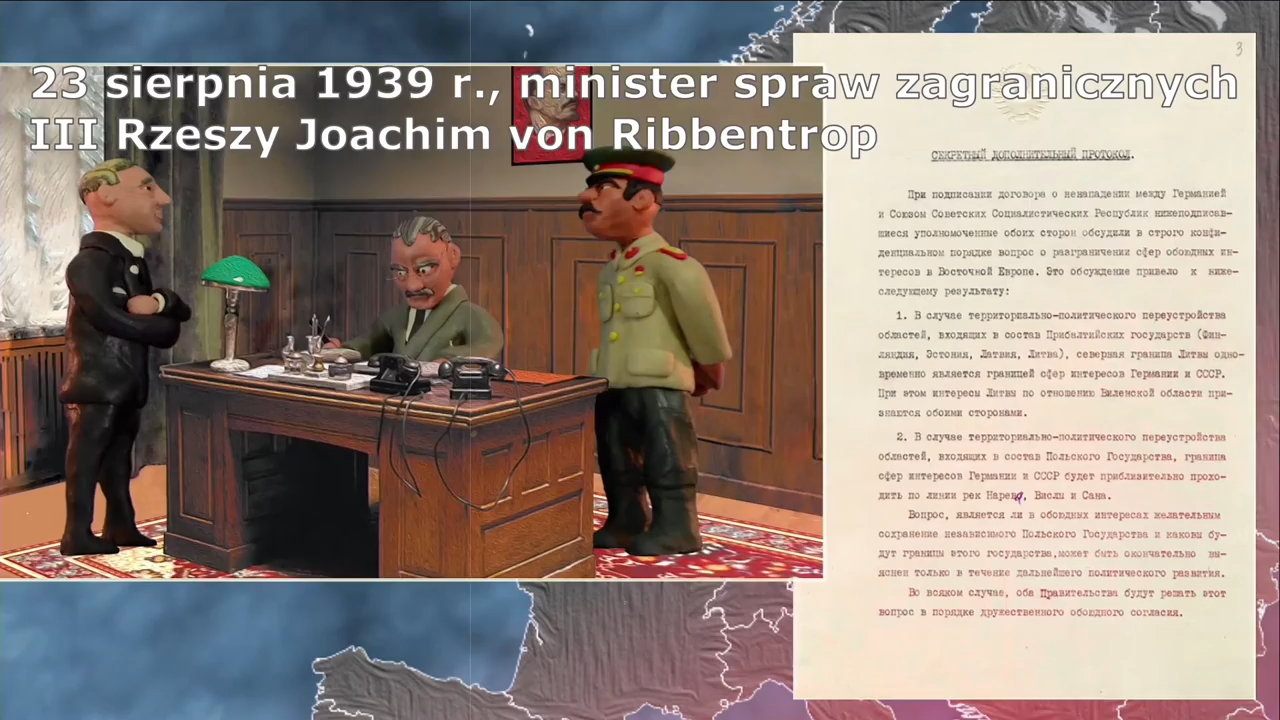 23 sierpnia 1939 r., minister spraw zagranicznych
III Rzeszy Joachim von Ribbentrop
3
СЕКРЕТНЫЙ ДОПОЛНИТЕЛЬНЫЙ ПРОТОКОЛ.
При подписании договора о ненападении между Германией
и Союзом Советских Социалистических Республик нижеподписав-
шиеся уполномоченные обоих сторон обсудили в строго конфи-
денциальном порядке вопрос о разграничении сфер обоюдных ин-
тересов в Восточной Европе. Это обсуждение привело к ниже-
следующему результату:
1. В случае территориально-политического переустройства
областей, входящих в состав Прибалтийских государств (Фин-
ляндия, Эстония, Латвия, Литва), северная граница Литвы одно-
временно является границей сфер интересов Германии и СССР.
При этом интересы Литвы по отношению Виленской области при-
знаются обоими сторонами.
2. В случае территориально-политического переустройства
областей, входящих в состав Польского Государства, граница
сфер интересов Германии и СССР будет приблизительно прохо-
дить по линии рек Нарева, Вислы и Сана.
Вопрос, является ли в обоюдных интересах желательным
сохранение независимого Польского Государства и каковы бу-
дут границы этого государства, может быть окончательно вы-
яснен только в течение дальнейшего политического развития.
Во всяком случае, оба Правительства будут решать этот
вопрос в порядке дружественного обоюдного согласия.